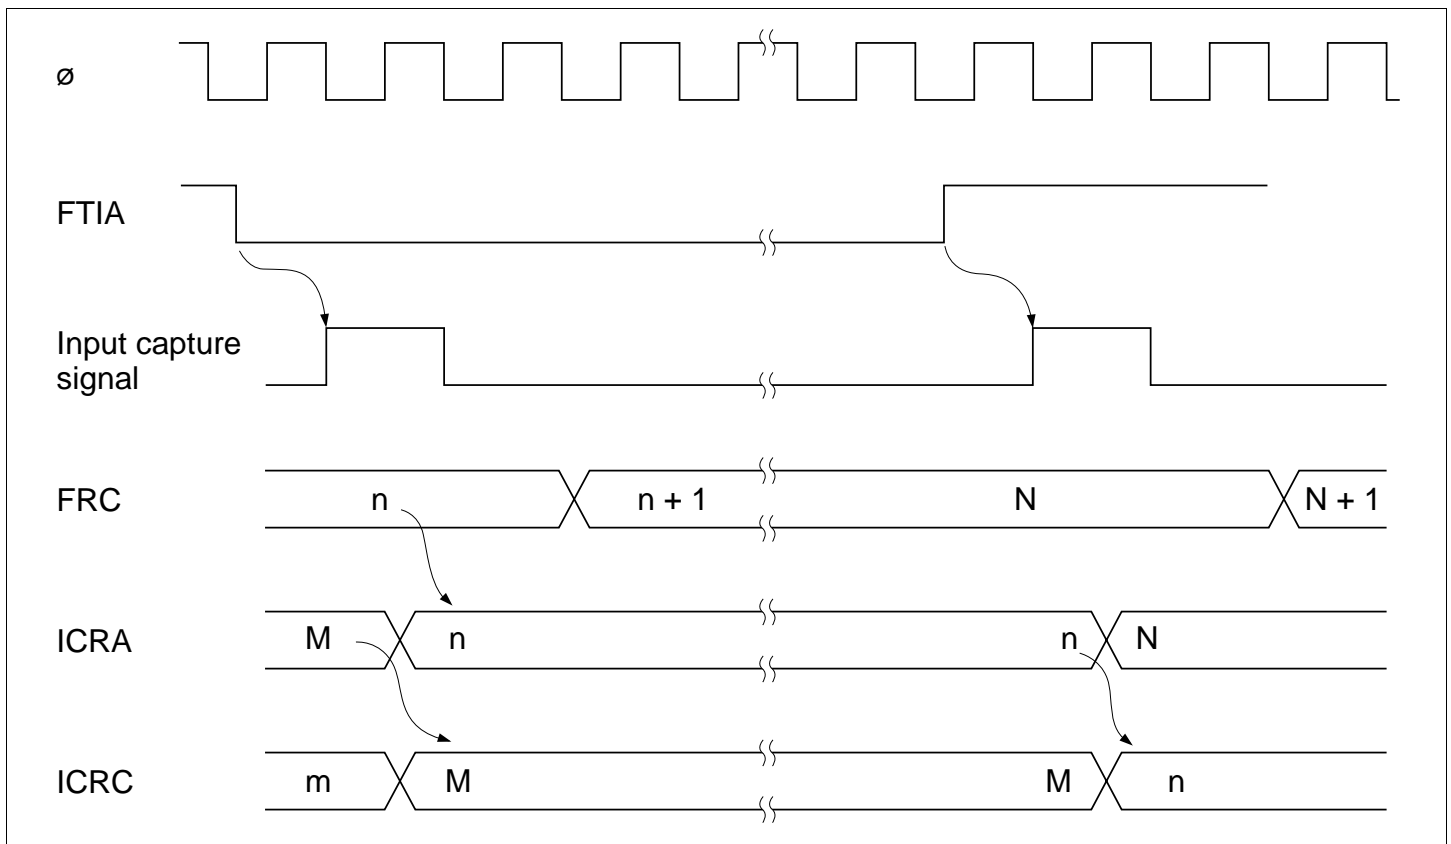 ø
FTIA
Input capture
signal
FRC n n + 1 N N + 1
ICRA M n n N
ICRC m M M n